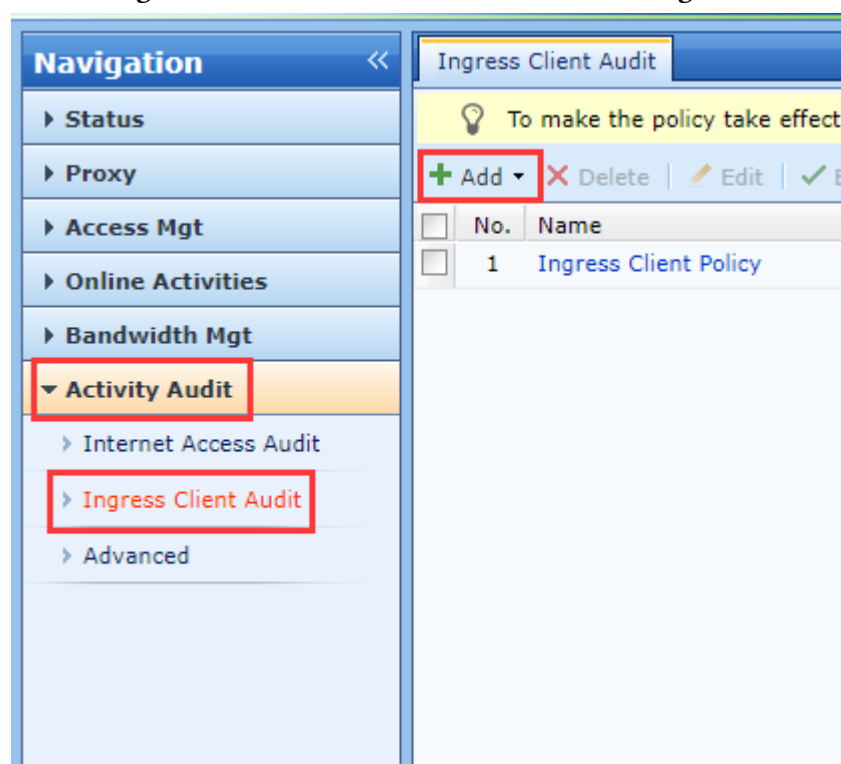 Navigation
Status
Proxy
Access Mgt
Online Activities
Bandwidth Mgt
Activity Audit
Internet Access Audit
Ingress Client Audit
Advanced
Ingress Client Audit
To make the policy take effect
Add Delete Edit
No. Name
1 Ingress Client Policy